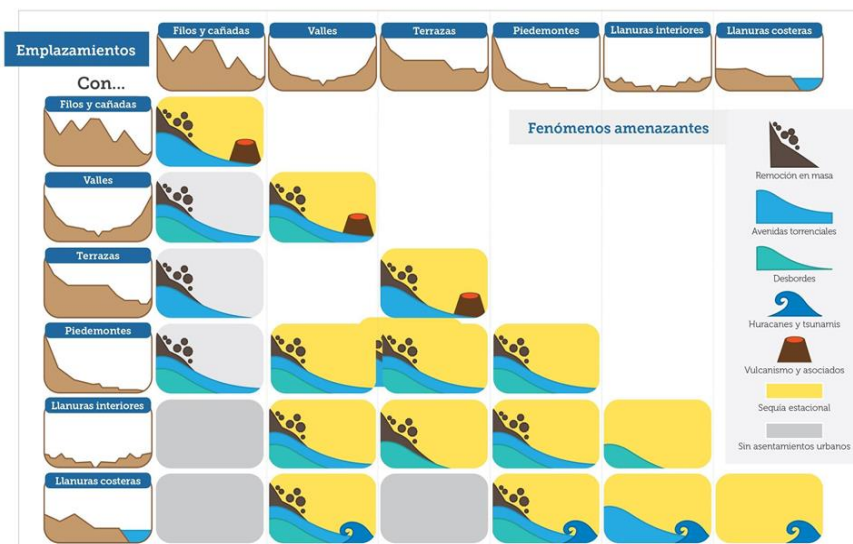 Filos y cañadas
Valles
Terrazas
Piedemontes
Llanuras interiores
Llanuras costeras
Emplazamientos
Con...
Filos y cañadas
Fenómenos amenazantes
Remoción en masa
Valles
Avenidas torrenciales
Terrazas
Desbordes
Huracanes y tsunamis
Piedemontes
Vulcanismo y asociados
Sequía estacional
Llanuras interiores
Sin asentamientos urbanos
Llanuras costeras